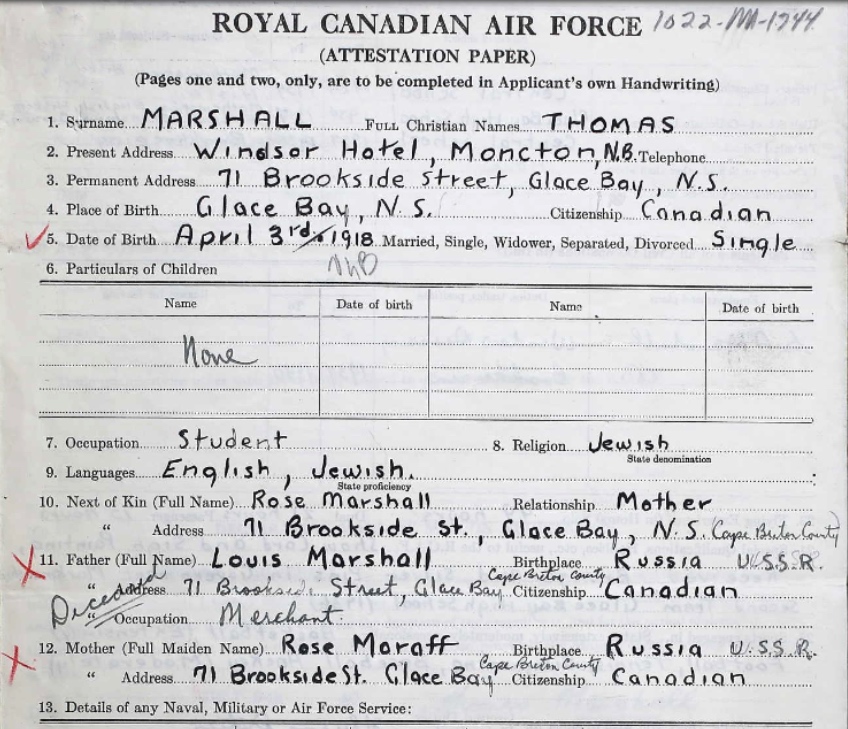 ROYAL CANADIAN AIR FORCE
(ATTESTATION PAPER)
(Pages one and two, only, are to be completed in Applicant's own Handwriting)
1. Surname MARSHALL Full Christian Names THOMAS
2. Present Address Windsor Hotel, Moncton, N.B. Telephone
3. Permanent Address 71 Brookside Street, Glace Bay, N.S.
4. Place of Birth Glace Bay, N.S. Citizenship Canadian
5. Date of Birth April 3rd 1918 Married, Single, Widower, Separated, Divorced Single
6. Particulars of Children
Name Date of birth Name Date of birth
None
7. Occupation Student 8. Religion Jewish
State denomination
9. Languages English, Jewish.
State proficiency
10. Next of Kin (Full Name) Rose Marshall Relationship Mother
" Address 71 Brookside St., Glace Bay, N.S. Cape Breton County
11. Father (Full Name) Louis Marshall Birthplace Russia U.S.S.R.
Deceased Address 71 Brookside Street, Glace Bay Cape Breton County Citizenship Canadian
" Occupation Merchant.
12. Mother (Full Maiden Name) Rose Maraff Birthplace Russia U.S.S.R.
" Address 71 Brookside St. Glace Bay Cape Breton County Citizenship Canadian
13. Details of any Naval, Military or Air Force Service: